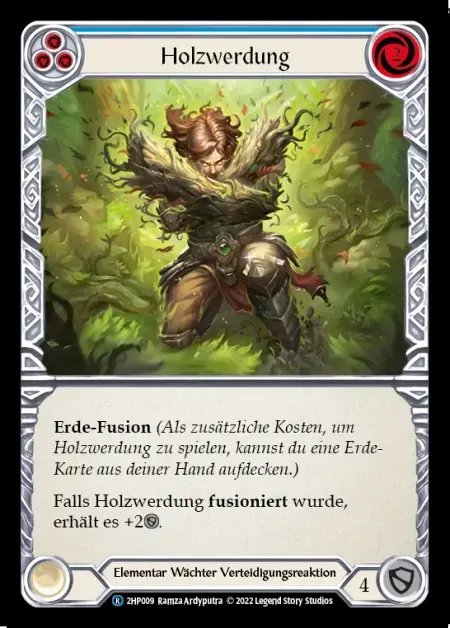 Holzwerdung
2
Erde-Fusion (Als zusätzliche Kosten, um
Holzwerdung zu spielen, kannst du eine Erde-
Karte aus deiner Hand aufdecken.)
Falls Holzwerdung fusioniert wurde,
erhält es +2.
Elementar Wächter Verteidigungsreaktion
4
R 2HP009 Ramza Ardyputra © 2022 Legend Story Studios